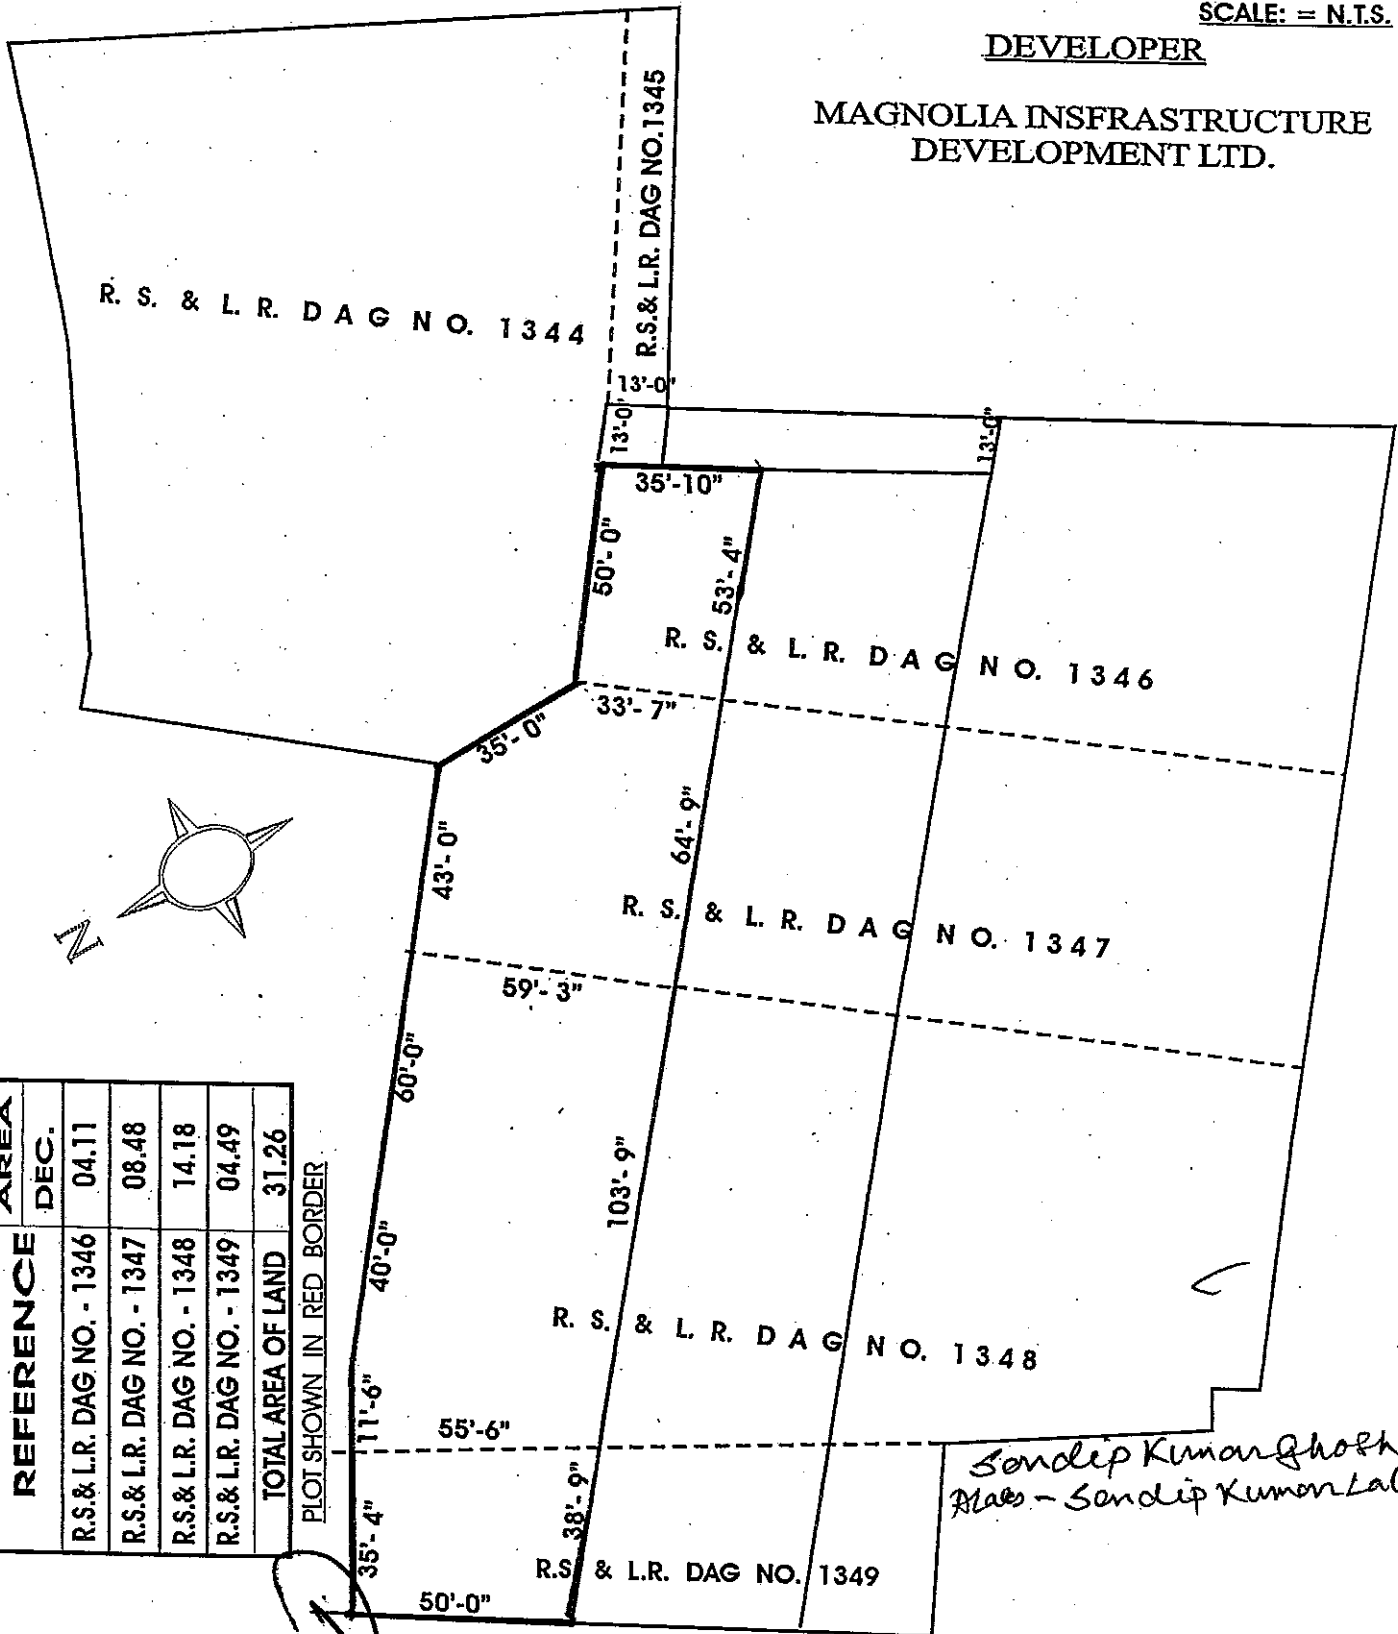 SCALE: = N.T.S.
DEVELOPER
MAGNOLIA INSFRASTRUCTURE
DEVELOPMENT LTD.
R.S.& L.R. DAG NO.1345
R. S. & L. R. DAG NO. 1344
13'-0"
13'-0"
13'-0"
35'-10"
50'-0"
53'-4"
R. S. & L. R. DAG NO. 1346
33'-7"
35'-0"
64'-9"
43'-0"
R. S. & L. R. DAG NO. 1347
N
59'-3"
60'-0"
103'-9"
40'-0"
R. S. & L. R. DAG NO. 1348
11'-6"
55'-6"
38'-9"
35'-4"
R.S & L.R. DAG NO. 1349
50'-0"
REFERENCE AREA
DEC.
R.S.& L.R. DAG NO. - 1346 04.11
R.S.& L.R. DAG NO. - 1347 08.48
R.S.& L.R. DAG NO. - 1348 14.18
R.S.& L.R. DAG NO. - 1349 04.49
TOTAL AREA OF LAND 31.26
PLOT SHOWN IN RED BORDER
Sandip Kumar Ghosh
Sandip Kumar